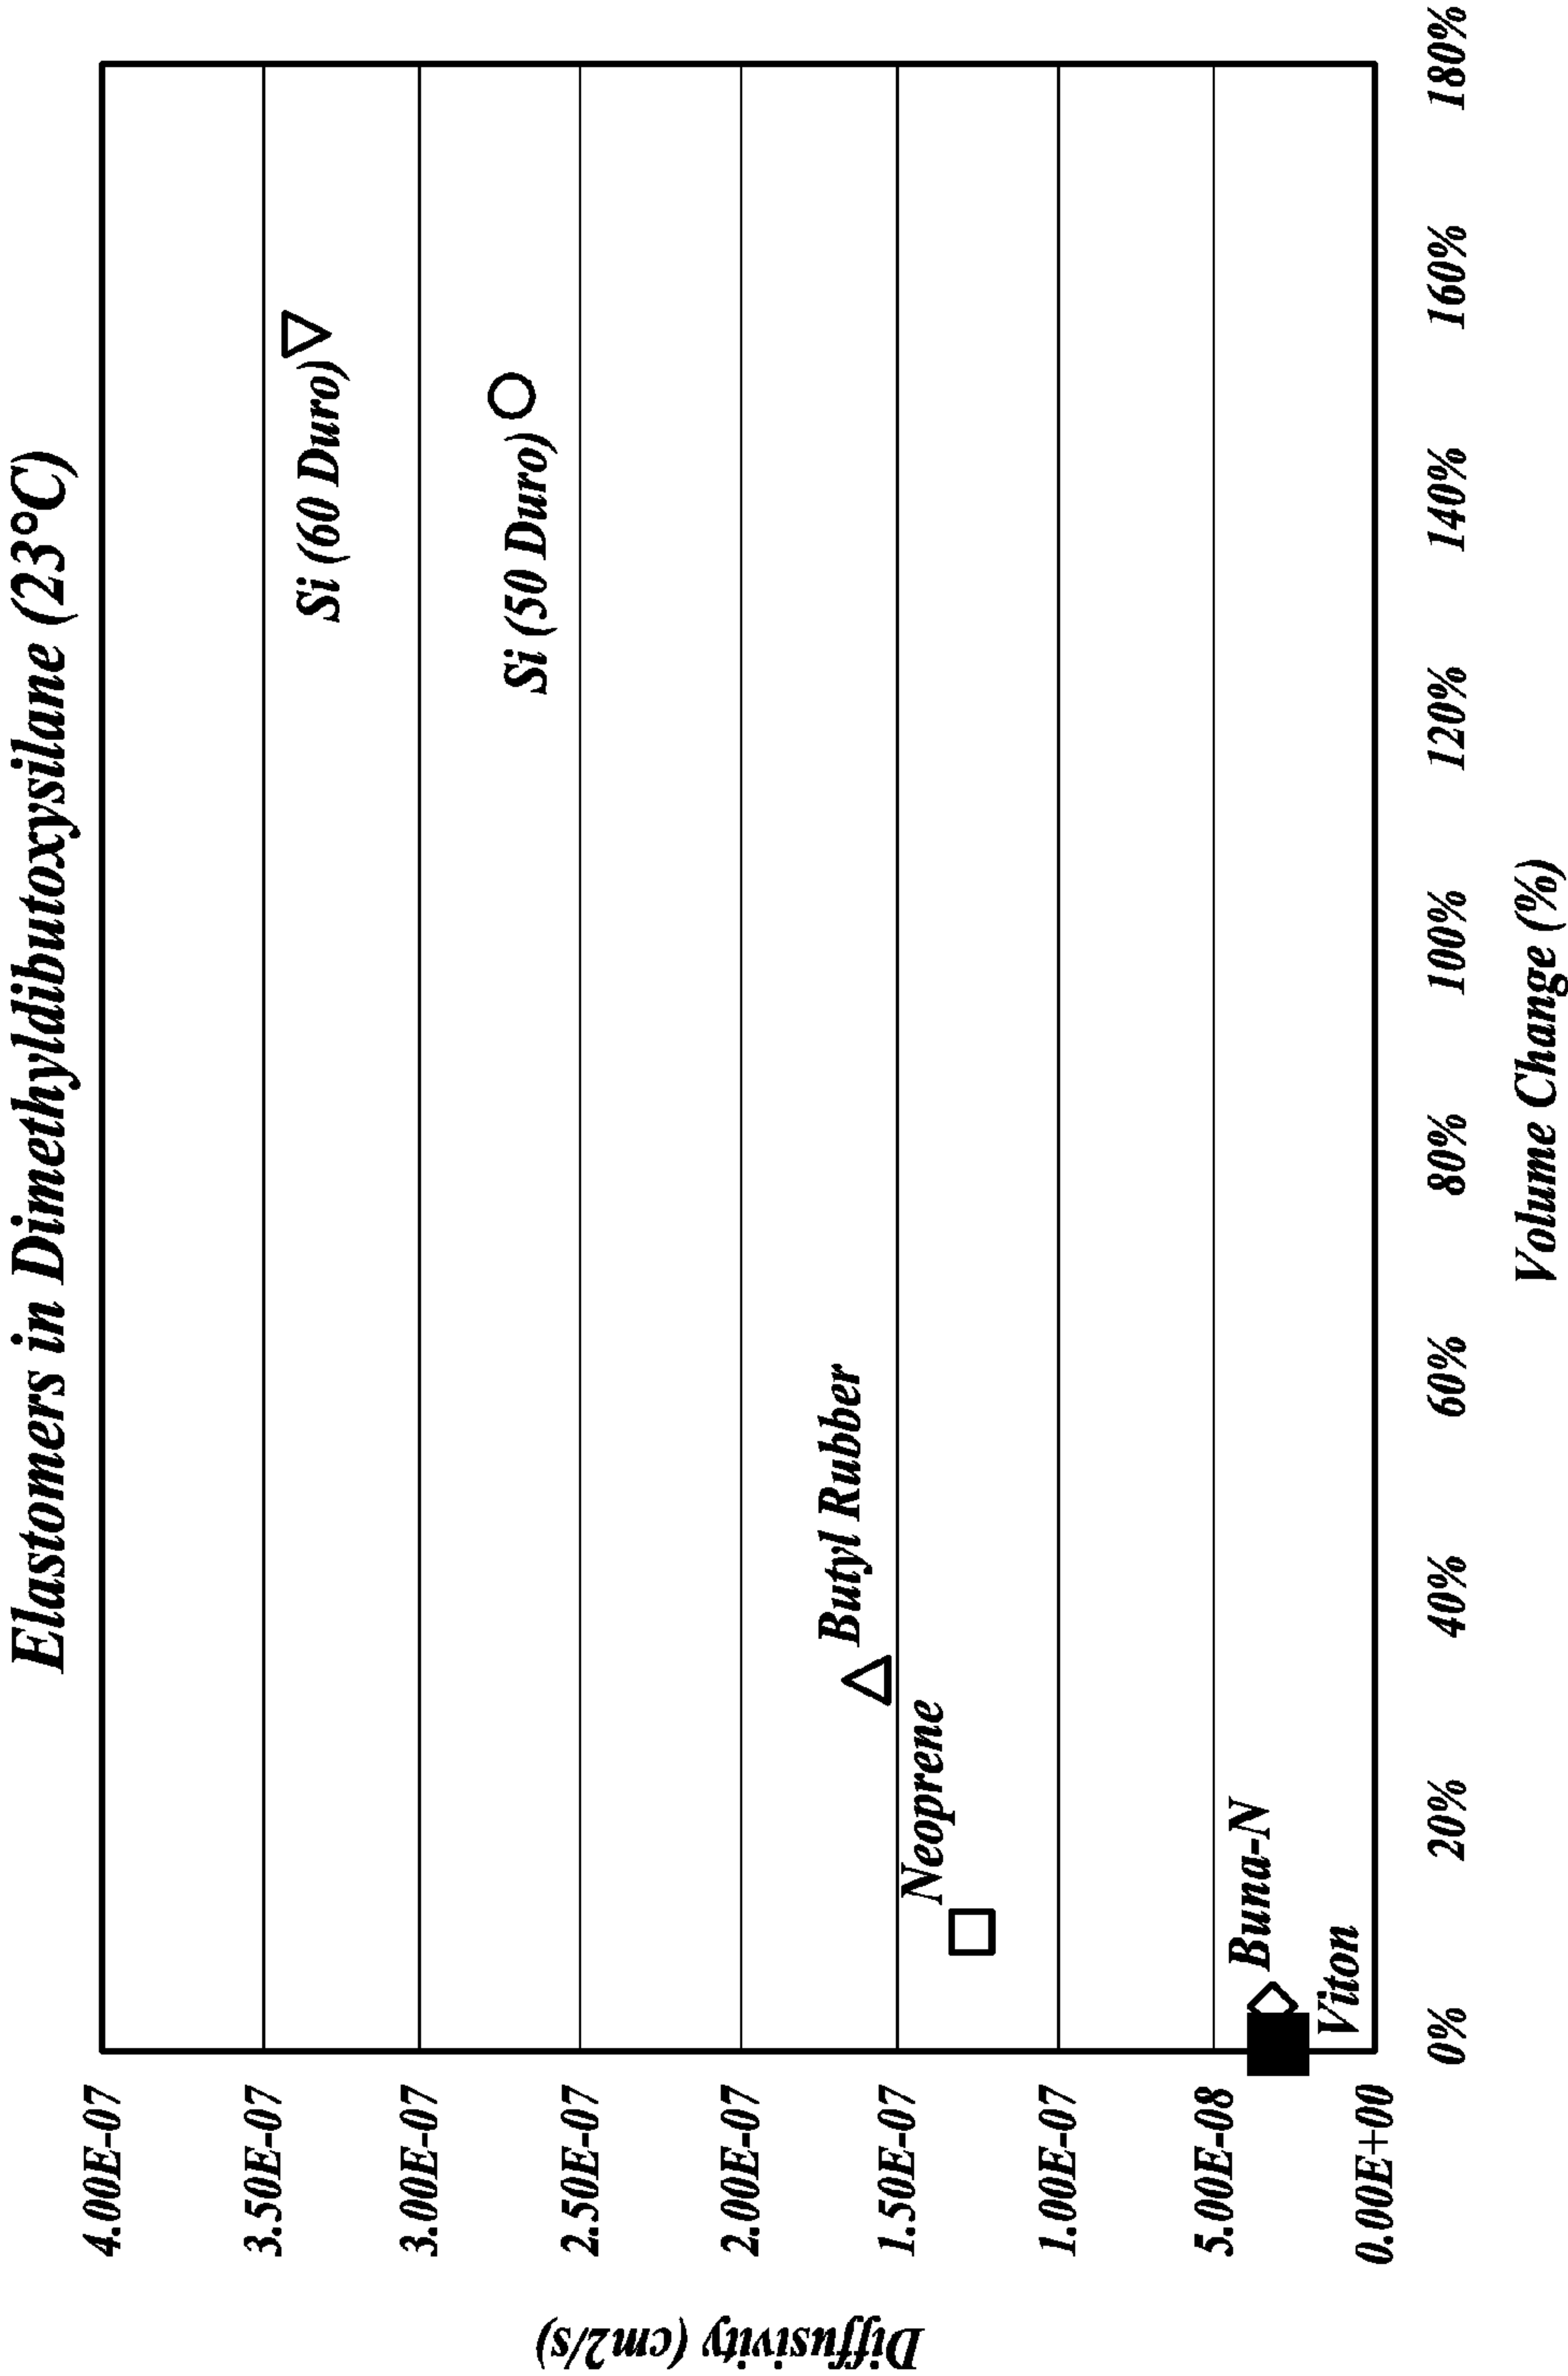 Elastomers in Dimethyldibutoxysilane (23°C)
Diffusivity (cm2/s)
4.00E-07
3.50E-07
3.00E-07
2.50E-07
2.00E-07
1.50E-07
1.00E-07
5.00E-08
0.00E+00
Si (60 Duro)
Si (50 Duro)
Butyl Rubber
Neoprene
Buna-N
Viton
0% 20% 40% 60% 80% 100% 120% 140% 160% 180%
Volume Change (%)